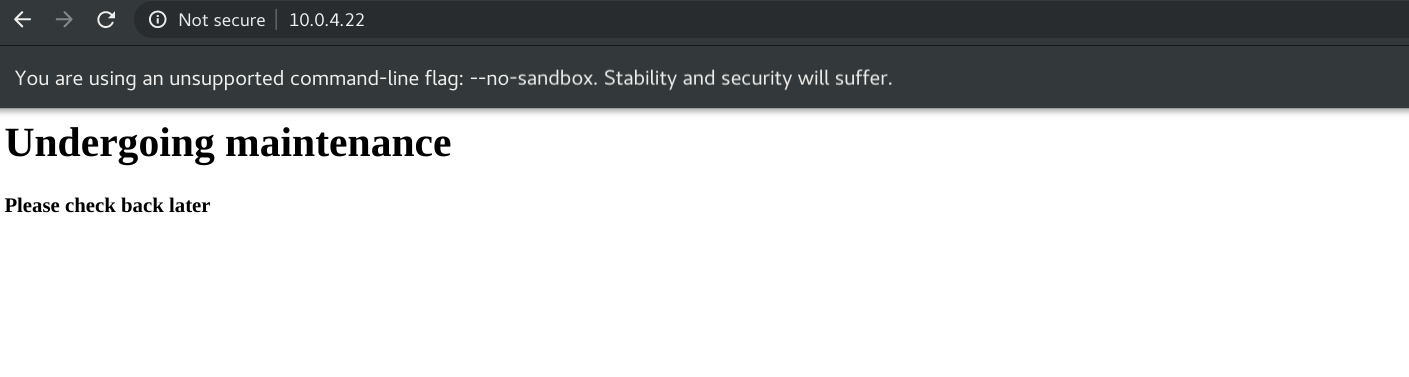 Not secure | 10.0.4.22
You are using an unsupported command-line flag: --no-sandbox. Stability and security will suffer.
Undergoing maintenance
Please check back later